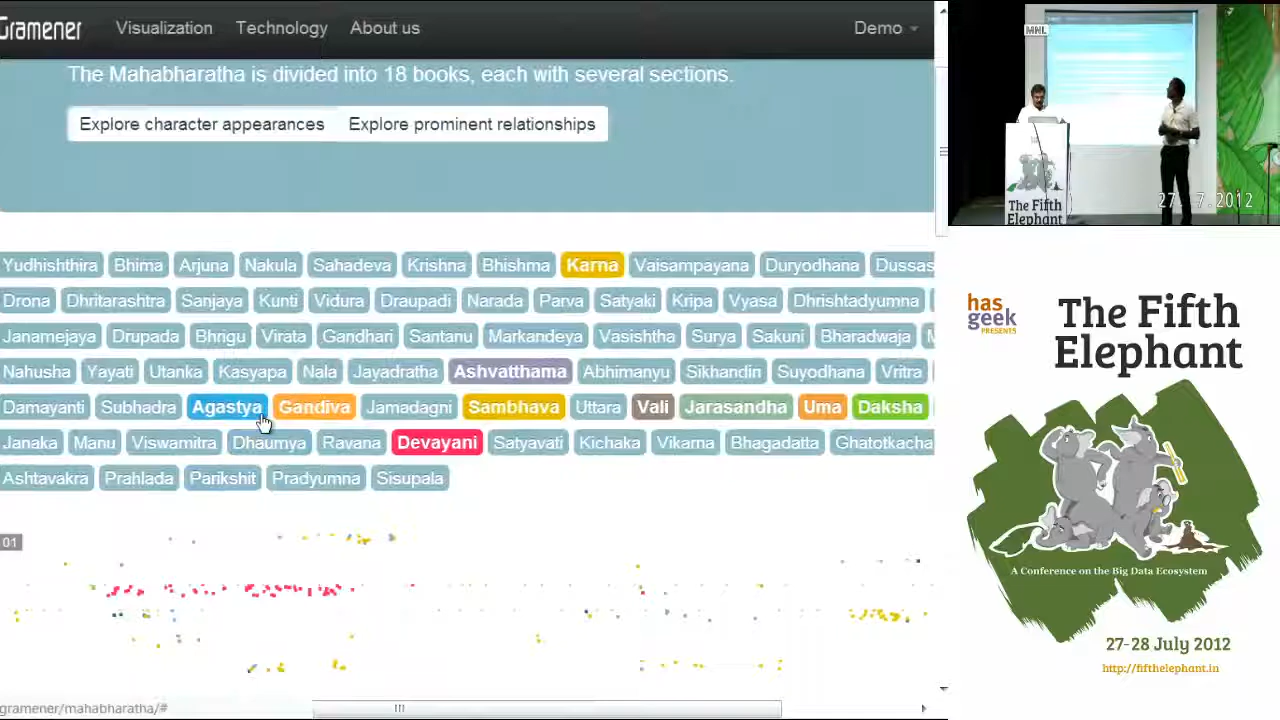 Gramener Visualization Technology About us Demo
The Mahabharatha is divided into 18 books, each with several sections.
Explore character appearances Explore prominent relationships
Yudhishthira Bhima Arjuna Nakula Sahadeva Krishna Bhishma Karna Vaisampayana Duryodhana Dussas
Drona Dhritarashtra Sanjaya Kunti Vidura Draupadi Narada Parva Satyaki Kripa Vyasa Dhrishtadyumna
Janamejaya Drupada Bhrigu Virata Gandhari Santanu Markandeya Vasishtha Surya Sakuni Bharadwaja
Nahusha Yayati Utanka Kasyapa Nala Jayadratha Ashvatthama Abhimanyu Sikhandin Suyodhana Vritra
Damayanti Subhadra Agastya Gandiva Jamadagni Sambhava Uttara Vali Jarasandha Uma Daksha
Janaka Manu Viswamitra Dhaumya Ravana Devayani Satyavati Kichaka Vikarna Bhagadatta Ghatotkacha
Ashtavakra Prahlada Parikshit Pradyumna Sisupala
01
gramener/mahabharatha/#
MNL
The Fifth
Elephant
27. 7.2012
has
geek
PRESENTS
The Fifth
Elephant
A Conference on the Big Data Ecosystem
27-28 July 2012
http://fifthelephant.in